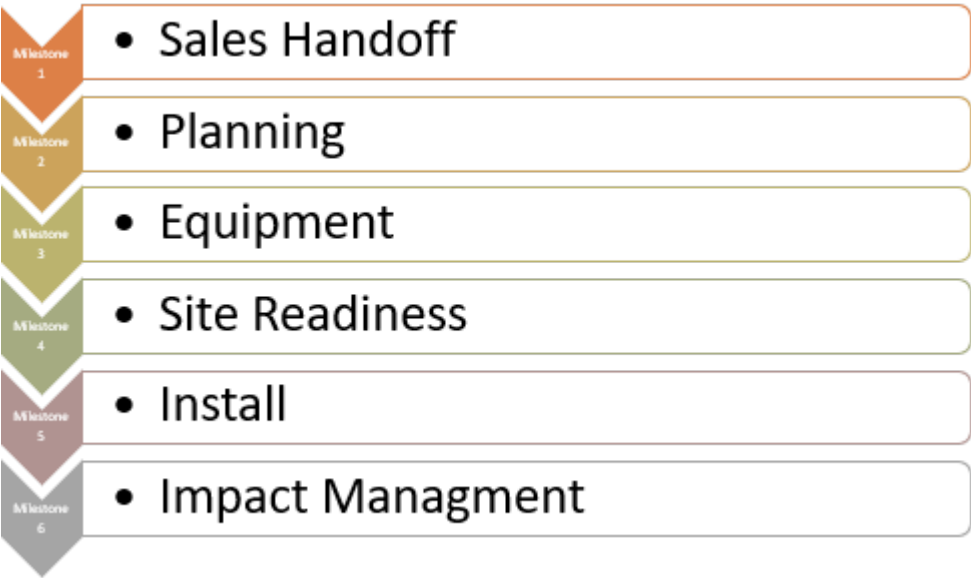 Milestone
1
• Sales Handoff
Milestone
2
• Planning
Milestone
3
• Equipment
Milestone
4
• Site Readiness
Milestone
5
• Install
Milestone
6
• Impact Managment